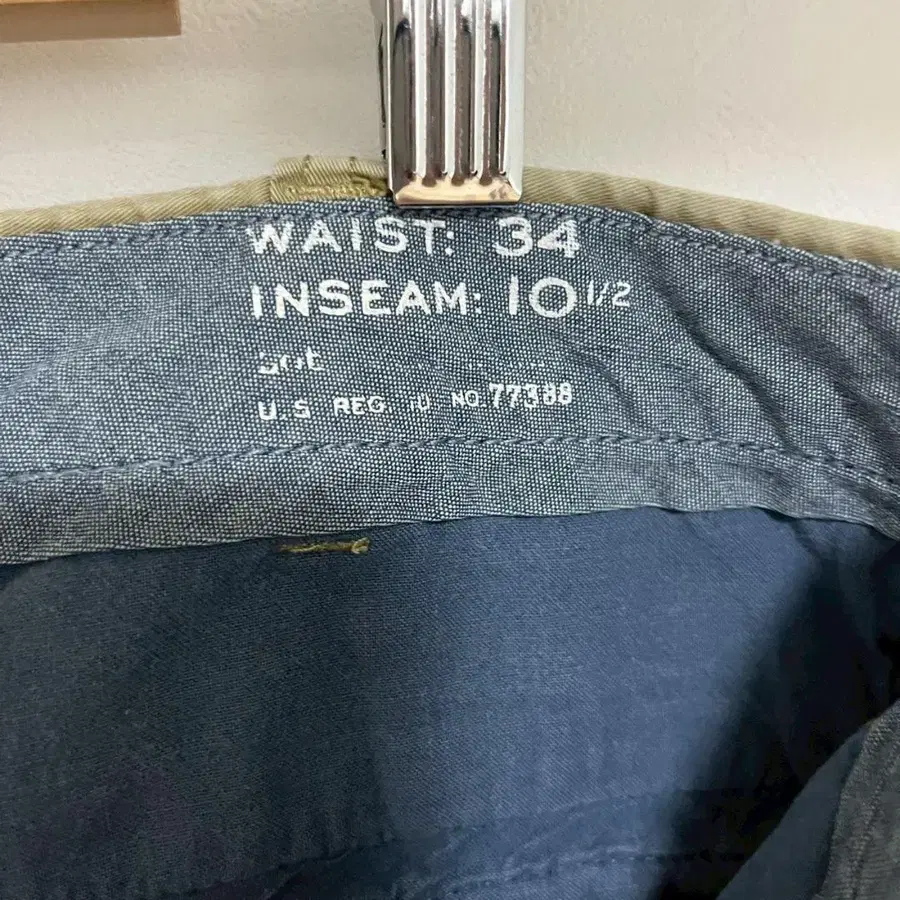 WAIST: 34
INSEAM: 10 1/2
U.S REG. NO. 77388